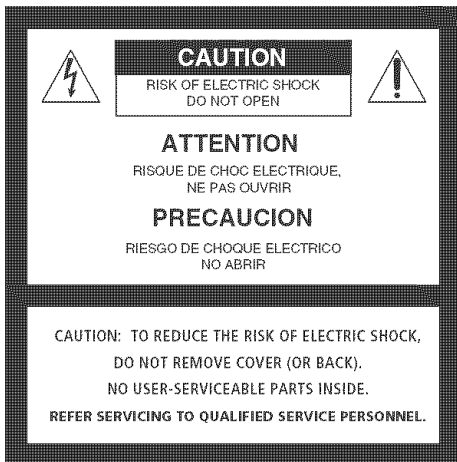 CAUTION
RISK OF ELECTRIC SHOCK
DO NOT OPEN
ATTENTION
RISQUE DE CHOC ELECTRIQUE,
NE PAS OUVRIR
PRECAUCION
RIESGO DE CHOQUE ELECTRICO
NO ABRIR
CAUTION: TO REDUCE THE RISK OF ELECTRIC SHOCK,
DO NOT REMOVE COVER (OR BACK).
NO USER-SERVICEABLE PARTS INSIDE.
REFER SERVICING TO QUALIFIED SERVICE PERSONNEL.